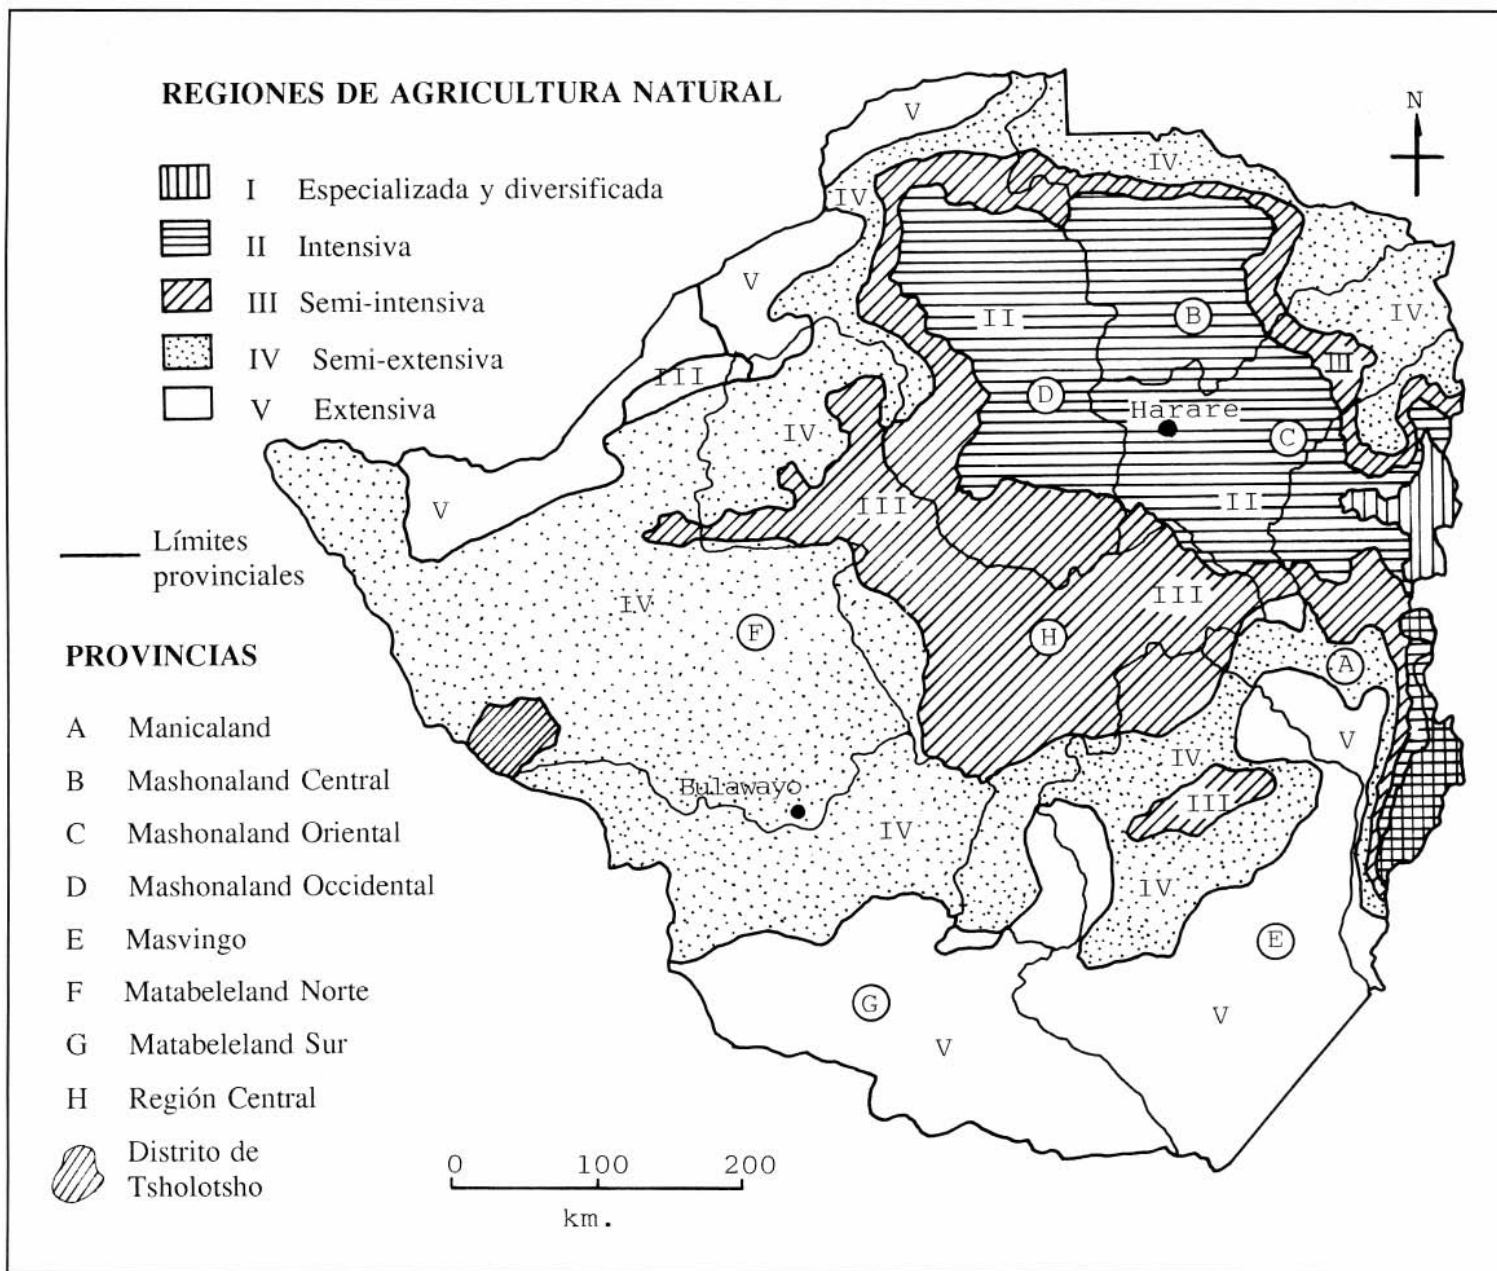 REGIONES DE AGRICULTURA NATURAL
I Especializada y diversificada
II Intensiva
III Semi-intensiva
IV Semi-extensiva
V Extensiva
Límites
provinciales
PROVINCIAS
A Manicaland
B Mashonaland Central
C Mashonaland Oriental
D Mashonaland Occidental
E Masvingo
F Matabeleland Norte
G Matabeleland Sur
H Región Central
Distrito de
Tsholotsho
0 100 200
km.
N
V
IV
IV
V
II
B
IV
III
III
D
Harare
IV
C
V
III
II
IV
III
F
H
A
V
IV
Bulawayo
III
IV
IV
E
G
V
V